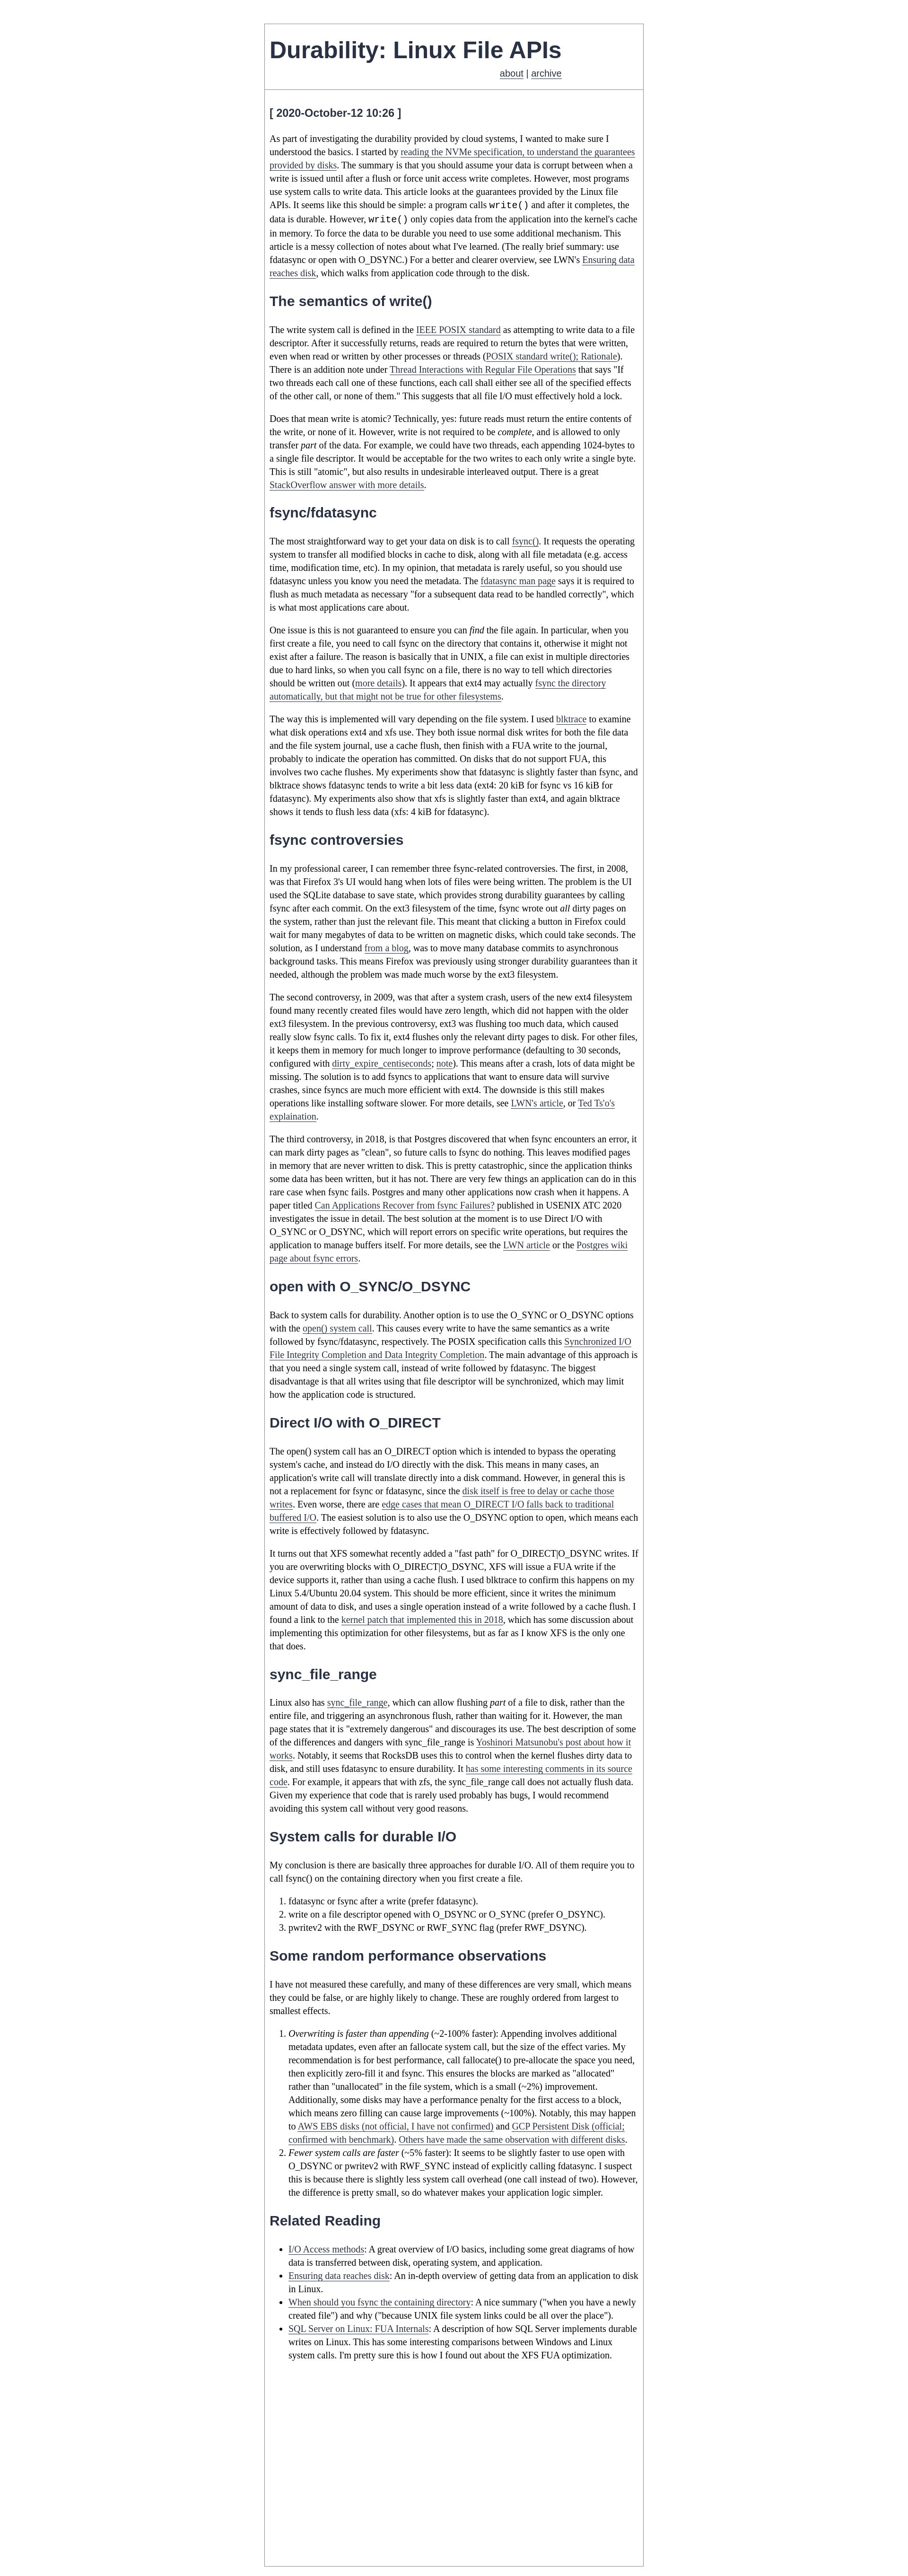 Durability: Linux File APIs
about | archive
[ 2020-October-12 10:26 ]
As part of investigating the durability provided by cloud systems, I wanted to make sure I
understood the basics. I started by reading the NVMe specification, to understand the guarantees
provided by disks. The summary is that you should assume your data is corrupt between when a
write is issued until after a flush or force unit access write completes. However, most programs
use system calls to write data. This article looks at the guarantees provided by the Linux file
APIs. It seems like this should be simple: a program calls write() and after it completes, the
data is durable. However, write() only copies data from the application into the kernel's cache
in memory. To force the data to be durable you need to use some additional mechanism. This
article is a messy collection of notes about what I've learned. (The really brief summary: use
fdatasync or open with O_DSYNC.) For a better and clearer overview, see LWN's Ensuring data
reaches disk, which walks from application code through to the disk.
The semantics of write()
The write system call is defined in the IEEE POSIX standard as attempting to write data to a file
descriptor. After it successfully returns, reads are required to return the bytes that were written,
even when read or written by other processes or threads (POSIX standard write(); Rationale).
There is an addition note under Thread Interactions with Regular File Operations that says "If
two threads each call one of these functions, each call shall either see all of the specified effects
of the other call, or none of them." This suggests that all file I/O must effectively hold a lock.
Does that mean write is atomic? Technically, yes: future reads must return the entire contents of
the write, or none of it. However, write is not required to be complete, and is allowed to only
transfer part of the data. For example, we could have two threads, each appending 1024-bytes to
a single file descriptor. It would be acceptable for the two writes to each only write a single byte.
This is still "atomic", but also results in undesirable interleaved output. There is a great
StackOverflow answer with more details.
fsync/fdatasync
The most straightforward way to get your data on disk is to call fsync(). It requests the operating
system to transfer all modified blocks in cache to disk, along with all file metadata (e.g. access
time, modification time, etc). In my opinion, that metadata is rarely useful, so you should use
fdatasync unless you know you need the metadata. The fdatasync man page says it is required to
flush as much metadata as necessary "for a subsequent data read to be handled correctly", which
is what most applications care about.
One issue is this is not guaranteed to ensure you can find the file again. In particular, when you
first create a file, you need to call fsync on the directory that contains it, otherwise it might not
exist after a failure. The reason is basically that in UNIX, a file can exist in multiple directories
due to hard links, so when you call fsync on a file, there is no way to tell which directories
should be written out (more details). It appears that ext4 may actually fsync the directory
automatically, but that might not be true for other filesystems.
The way this is implemented will vary depending on the file system. I used blktrace to examine
what disk operations ext4 and xfs use. They both issue normal disk writes for both the file data
and the file system journal, use a cache flush, then finish with a FUA write to the journal,
probably to indicate the operation has committed. On disks that do not support FUA, this
involves two cache flushes. My experiments show that fdatasync is slightly faster than fsync, and
blktrace shows fdatasync tends to write a bit less data (ext4: 20 kiB for fsync vs 16 kiB for
fdatasync). My experiments also show that xfs is slightly faster than ext4, and again blktrace
shows it tends to flush less data (xfs: 4 kiB for fdatasync).
fsync controversies
In my professional career, I can remember three fsync-related controversies. The first, in 2008,
was that Firefox 3's UI would hang when lots of files were being written. The problem is the UI
used the SQLite database to save state, which provides strong durability guarantees by calling
fsync after each commit. On the ext3 filesystem of the time, fsync wrote out all dirty pages on
the system, rather than just the relevant file. This meant that clicking a button in Firefox could
wait for many megabytes of data to be written on magnetic disks, which could take seconds. The
solution, as I understand from a blog, was to move many database commits to asynchronous
background tasks. This means Firefox was previously using stronger durability guarantees than it
needed, although the problem was made much worse by the ext3 filesystem.
The second controversy, in 2009, was that after a system crash, users of the new ext4 filesystem
found many recently created files would have zero length, which did not happen with the older
ext3 filesystem. In the previous controversy, ext3 was flushing too much data, which caused
really slow fsync calls. To fix it, ext4 flushes only the relevant dirty pages to disk. For other files,
it keeps them in memory for much longer to improve performance (defaulting to 30 seconds,
configured with dirty_expire_centiseconds; note). This means after a crash, lots of data might be
missing. The solution is to add fsyncs to applications that want to ensure data will survive
crashes, since fsyncs are much more efficient with ext4. The downside is this still makes
operations like installing software slower. For more details, see LWN's article, or Ted Ts'o's
explaination.
The third controversy, in 2018, is that Postgres discovered that when fsync encounters an error, it
can mark dirty pages as "clean", so future calls to fsync do nothing. This leaves modified pages
in memory that are never written to disk. This is pretty catastrophic, since the application thinks
some data has been written, but it has not. There are very few things an application can do in this
rare case when fsync fails. Postgres and many other applications now crash when it happens. A
paper titled Can Applications Recover from fsync Failures? published in USENIX ATC 2020
investigates the issue in detail. The best solution at the moment is to use Direct I/O with
O_SYNC or O_DSYNC, which will report errors on specific write operations, but requires the
application to manage buffers itself. For more details, see the LWN article or the Postgres wiki
page about fsync errors.
open with O_SYNC/O_DSYNC
Back to system calls for durability. Another option is to use the O_SYNC or O_DSYNC options
with the open() system call. This causes every write to have the same semantics as a write
followed by fsync/fdatasync, respectively. The POSIX specification calls this Synchronized I/O
File Integrity Completion and Data Integrity Completion. The main advantage of this approach is
that you need a single system call, instead of write followed by fdatasync. The biggest
disadvantage is that all writes using that file descriptor will be synchronized, which may limit
how the application code is structured.
Direct I/O with O_DIRECT
The open() system call has an O_DIRECT option which is intended to bypass the operating
system's cache, and instead do I/O directly with the disk. This means in many cases, an
application's write call will translate directly into a disk command. However, in general this is
not a replacement for fsync or fdatasync, since the disk itself is free to delay or cache those
writes. Even worse, there are edge cases that mean O_DIRECT I/O falls back to traditional
buffered I/O. The easiest solution is to also use the O_DSYNC option to open, which means each
write is effectively followed by fdatasync.
It turns out that XFS somewhat recently added a "fast path" for O_DIRECT|O_DSYNC writes. If
you are overwriting blocks with O_DIRECT|O_DSYNC, XFS will issue a FUA write if the
device supports it, rather than using a cache flush. I used blktrace to confirm this happens on my
Linux 5.4/Ubuntu 20.04 system. This should be more efficient, since it writes the minimum
amount of data to disk, and uses a single operation instead of a write followed by a cache flush. I
found a link to the kernel patch that implemented this in 2018, which has some discussion about
implementing this optimization for other filesystems, but as far as I know XFS is the only one
that does.
sync_file_range
Linux also has sync_file_range, which can allow flushing part of a file to disk, rather than the
entire file, and triggering an asynchronous flush, rather than waiting for it. However, the man
page states that it is "extremely dangerous" and discourages its use. The best description of some
of the differences and dangers with sync_file_range is Yoshinori Matsunobu's post about how it
works. Notably, it seems that RocksDB uses this to control when the kernel flushes dirty data to
disk, and still uses fdatasync to ensure durability. It has some interesting comments in its source
code. For example, it appears that with zfs, the sync_file_range call does not actually flush data.
Given my experience that code that is rarely used probably has bugs, I would recommend
avoiding this system call without very good reasons.
System calls for durable I/O
My conclusion is there are basically three approaches for durable I/O. All of them require you to
call fsync() on the containing directory when you first create a file.
1. fdatasync or fsync after a write (prefer fdatasync).
2. write on a file descriptor opened with O_DSYNC or O_SYNC (prefer O_DSYNC).
3. pwritev2 with the RWF_DSYNC or RWF_SYNC flag (prefer RWF_DSYNC).
Some random performance observations
I have not measured these carefully, and many of these differences are very small, which means
they could be false, or are highly likely to change. These are roughly ordered from largest to
smallest effects.
1. Overwriting is faster than appending (~2-100% faster): Appending involves additional
metadata updates, even after an fallocate system call, but the size of the effect varies. My
recommendation is for best performance, call fallocate() to pre-allocate the space you need,
then explicitly zero-fill it and fsync. This ensures the blocks are marked as "allocated"
rather than "unallocated" in the file system, which is a small (~2%) improvement.
Additionally, some disks may have a performance penalty for the first access to a block,
which means zero filling can cause large improvements (~100%). Notably, this may happen
to AWS EBS disks (not official, I have not confirmed) and GCP Persistent Disk (official;
confirmed with benchmark). Others have made the same observation with different disks.
2. Fewer system calls are faster (~5% faster): It seems to be slightly faster to use open with
O_DSYNC or pwritev2 with RWF_SYNC instead of explicitly calling fdatasync. I suspect
this is because there is slightly less system call overhead (one call instead of two). However,
the difference is pretty small, so do whatever makes your application logic simpler.
Related Reading
• I/O Access methods: A great overview of I/O basics, including some great diagrams of how
data is transferred between disk, operating system, and application.
• Ensuring data reaches disk: An in-depth overview of getting data from an application to disk
in Linux.
• When should you fsync the containing directory: A nice summary ("when you have a newly
created file") and why ("because UNIX file system links could be all over the place").
• SQL Server on Linux: FUA Internals: A description of how SQL Server implements durable
writes on Linux. This has some interesting comparisons between Windows and Linux
system calls. I'm pretty sure this is how I found out about the XFS FUA optimization.